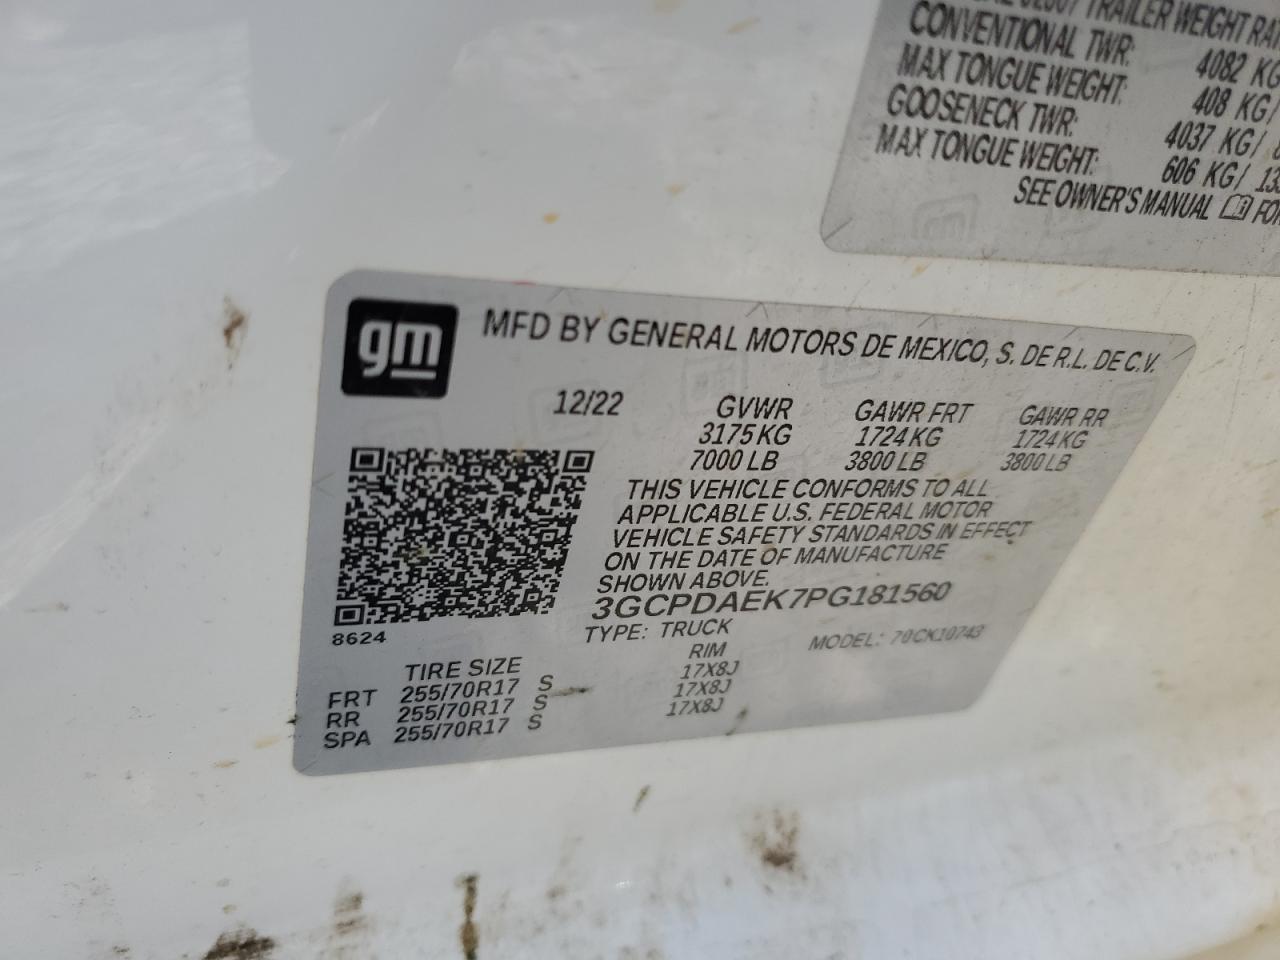 TRAILER WEIGHT
CONVENTIONAL TWR: 4082 KG
MAX TONGUE WEIGHT: 408 KG/
GOOSENECK TWR: 4037 KG/
MAX TONGUE WEIGHT: 606 KG/
SEE OWNER'S MANUAL
gm
MFD BY GENERAL MOTORS DE MEXICO, S. DE R.L. DE C.V.
12/22 GVWR GAWR FRT GAWR RR
3175 KG 1724 KG 1724 KG
7000 LB 3800 LB 3800 LB
THIS VEHICLE CONFORMS TO ALL
APPLICABLE U.S. FEDERAL MOTOR
VEHICLE SAFETY STANDARDS IN EFFECT
ON THE DATE OF MANUFACTURE
SHOWN ABOVE.
3GCPDAEK7PG181560
8624
TYPE: TRUCK MODEL: 70CK10743
TIRE SIZE RIM
FRT 255/70R17 S 17X8J
RR 255/70R17 S 17X8J
SPA 255/70R17 S 17X8J